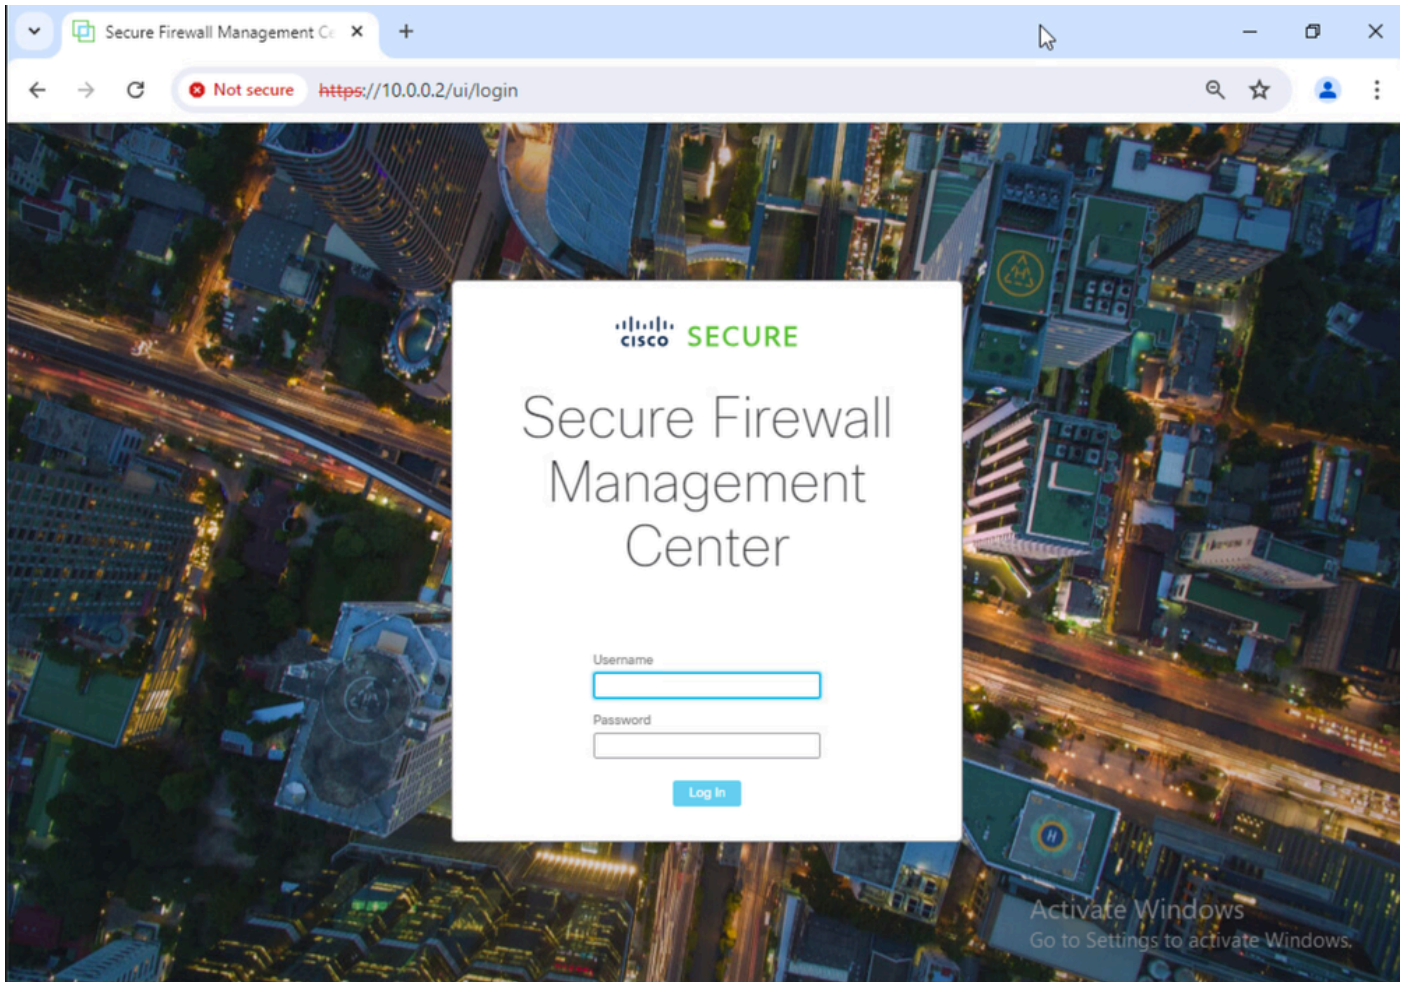 Secure Firewall Management Ce
Not secure https://10.0.0.2/ui/login
CISCO SECURE
Secure Firewall
Management
Center
Username
Password
Log In
Activate Windows
Go to Settings to activate Windows.